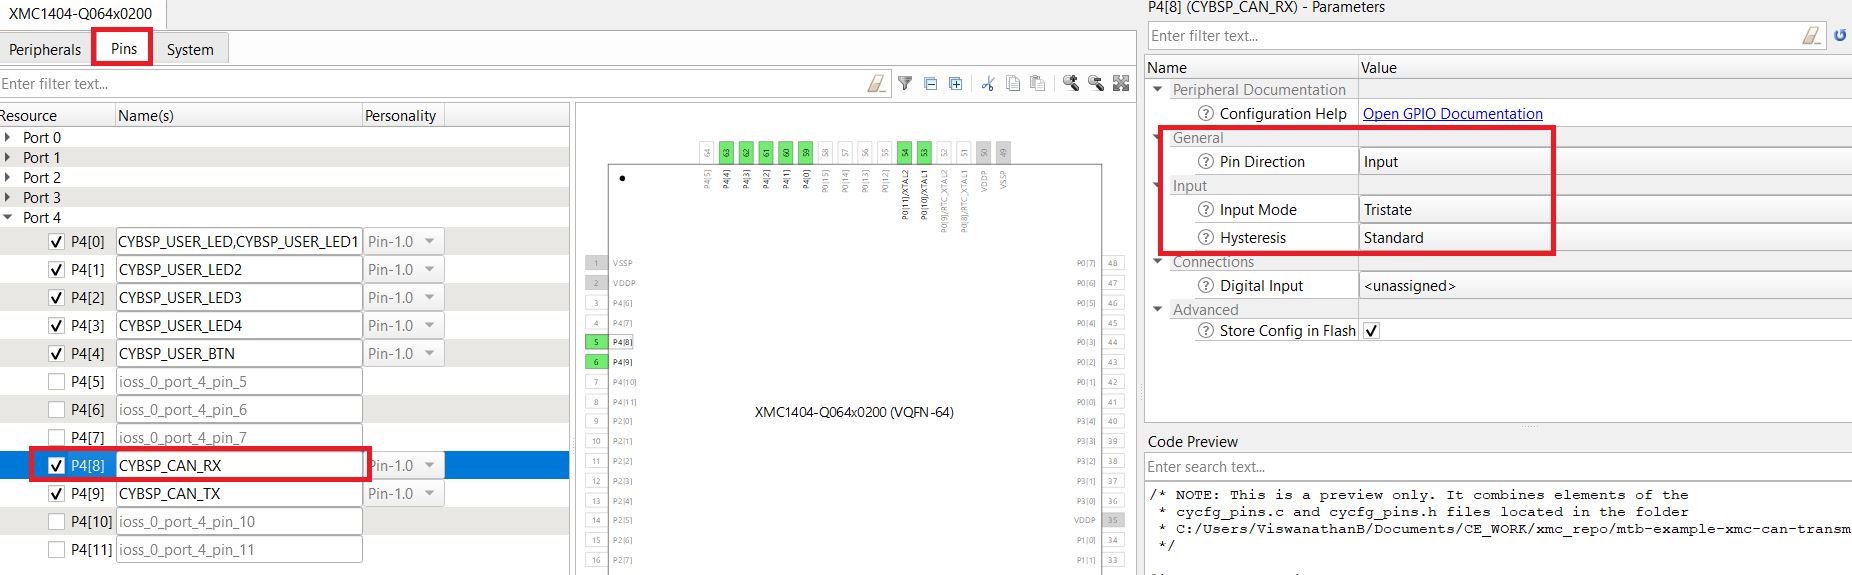 XMC1404-Q064x0200
Peripherals Pins System
Enter filter text...
Resource Name(s) Personality
Port 0
Port 1
Port 2
Port 3
Port 4
P4[0] CYBSP_USER_LED,CYBSP_USER_LED1 Pin-1.0
P4[1] CYBSP_USER_LED2 Pin-1.0
P4[2] CYBSP_USER_LED3 Pin-1.0
P4[3] CYBSP_USER_LED4 Pin-1.0
P4[4] CYBSP_USER_BTN Pin-1.0
P4[5] ioss_0_port_4_pin_5
P4[6] ioss_0_port_4_pin_6
P4[7] ioss_0_port_4_pin_7
P4[8] CYBSP_CAN_RX Pin-1.0
P4[9] CYBSP_CAN_TX Pin-1.0
P4[10] ioss_0_port_4_pin_10
P4[11] ioss_0_port_4_pin_11
64 63 62 61 60 59 58 57 56 55 54 53 52 51 50 49
P4[5] P4[4] P4[3] P4[2] P4[1] P4[0] P0[15] P0[14] P0[13] P0[12] P0[11]/XTAL2 P0[10]/XTAL1 P0[9]/RTC_XTAL2 P0[8]/RTC_XTAL1 VDDP VSSP
1 VSSP P0[7] 48
2 VDDP P0[6] 47
3 P4[6] P0[5] 46
4 P4[7] P0[4] 45
5 P4[8] P0[3] 44
6 P4[9] P0[2] 43
7 P4[10] P0[1] 42
8 P4[11] P0[0] 41
XMC1404-Q064x0200 (VQFN-64)
9 P2[0] P3[4] 40
10 P2[1] P3[3] 39
11 P2[2] P3[2] 38
12 P2[3] P3[1] 37
13 P2[4] P3[0] 36
14 P2[5] VDDP 35
15 P2[6] P1[0] 34
16 P2[7] P1[1] 33
P4[8] (CYBSP_CAN_RX) - Parameters
Enter filter text...
Name Value
Peripheral Documentation
Configuration Help Open GPIO Documentation
General
Pin Direction Input
Input
Input Mode Tristate
Hysteresis Standard
Connections
Digital Input <unassigned>
Advanced
Store Config in Flash
Code Preview
Enter search text...
/* NOTE: This is a preview only. It combines elements of the
* cycfg_pins.c and cycfg_pins.h files located in the folder
* C:/Users/ViswanathanB/Documents/CE_WORK/xmc_repo/mtb-example-xmc-can-transm
*/